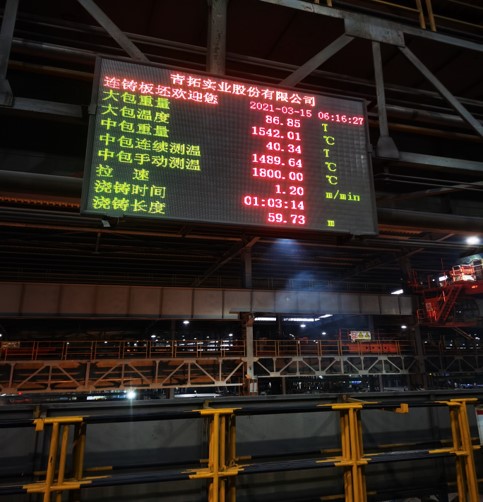 吉拓实业股份有限公司
连铸板坯欢迎您 2021-03-15 06:16:27
大包重量 86.85 T
大包温度 1542.01 ℃
中包重量 40.34 T
中包连续测温 1489.64 ℃
中包手动测温 1800.00 ℃
拉 速 1.20 m/min
浇铸时间 01:03:14
浇铸长度 59.73 m